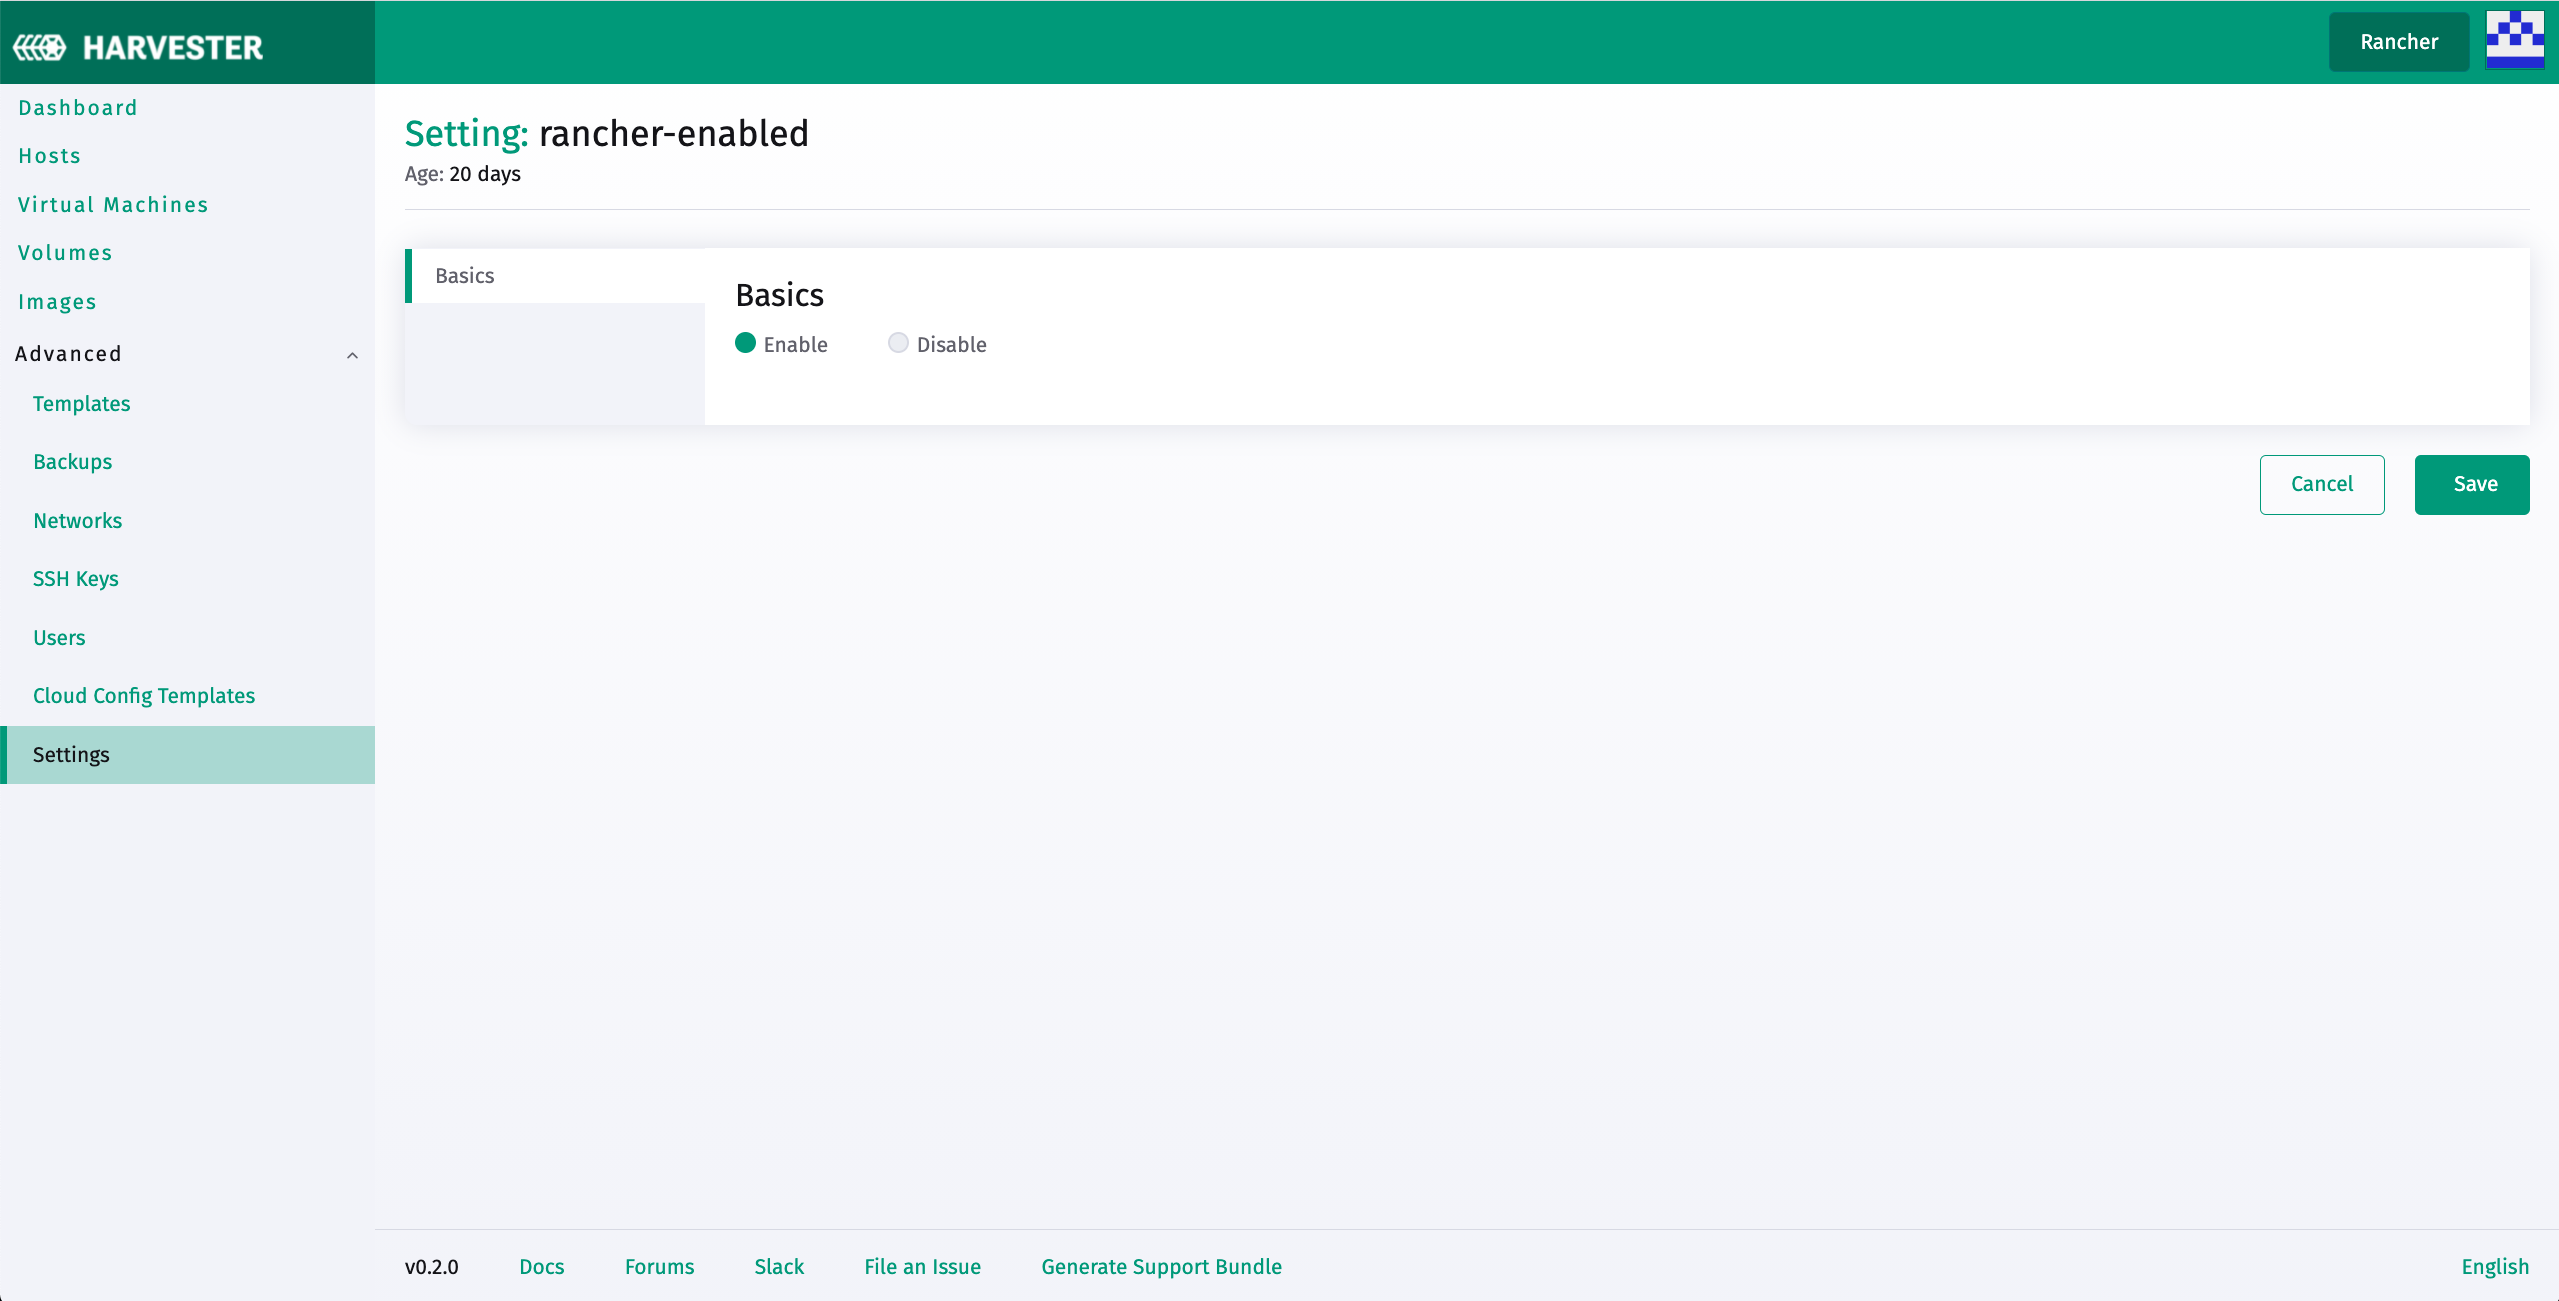 HARVESTER
Rancher
Dashboard
Hosts
Virtual Machines
Volumes
Images
Advanced
Templates
Backups
Networks
SSH Keys
Users
Cloud Config Templates
Settings
Setting: rancher-enabled
Age: 20 days
Basics
Basics
Enable Disable
Cancel Save
v0.2.0 Docs Forums Slack File an Issue Generate Support Bundle English